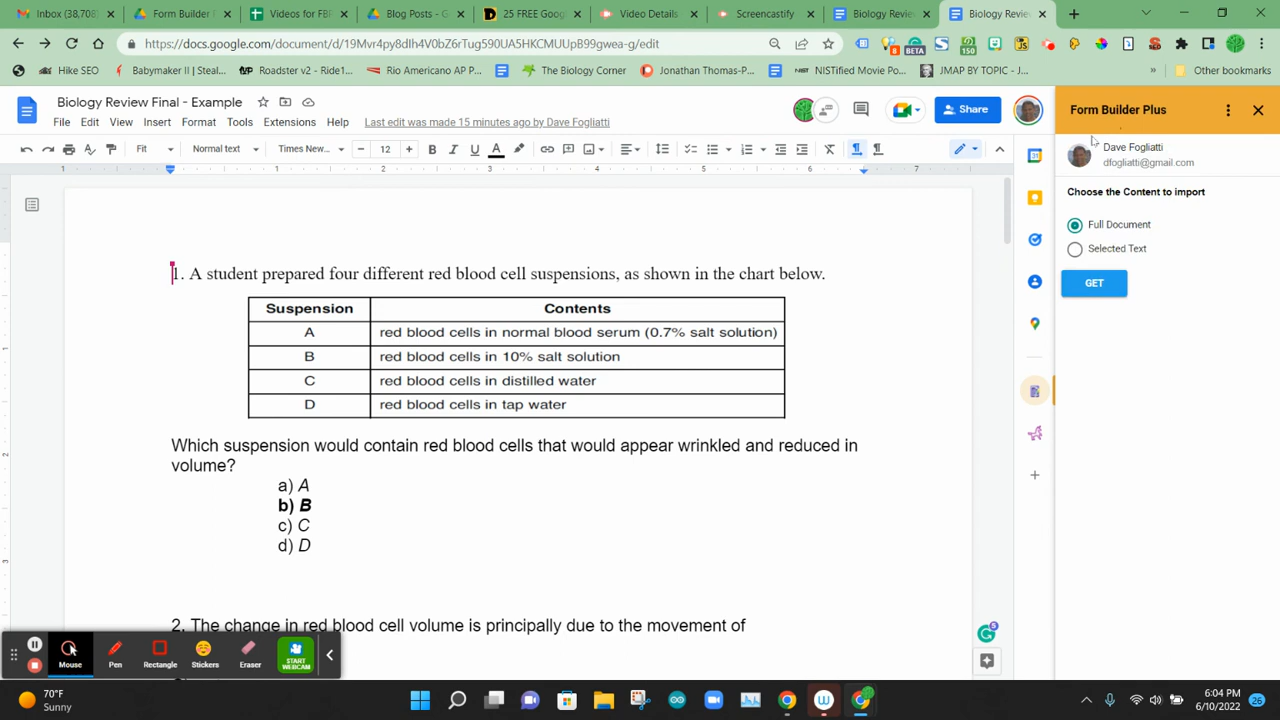 Inbox (38,708)
Form Builder F
Videos for FBP
Blog Posts - G
25 FREE Goog
Video Details
Screencastify
Biology Review
Biology Revie
https://docs.google.com/document/d/19Mvr4py8dIh4V0bZ6rTug590UA5HKCMUUpB99gwea-g/edit
Hike SEO
Babymaker II | Steal...
Roadster v2 - Ride1...
Rio Americano AP P...
The Biology Corner
Jonathan Thomas-P...
NISTified Movie Po...
JMAP BY TOPIC - J...
Other bookmarks
Biology Review Final - Example
File Edit View Insert Format Tools Extensions Help Last edit was made 15 minutes ago by Dave Fogliatti
Share
Fit Normal text Times New... 12
Form Builder Plus
Dave Fogliatti
dfogliatti@gmail.com
Choose the Content to import
Full Document
Selected Text
GET
1. A student prepared four different red blood cell suspensions, as shown in the chart below.
Suspension Contents
A red blood cells in normal blood serum (0.7% salt solution)
B red blood cells in 10% salt solution
C red blood cells in distilled water
D red blood cells in tap water
Which suspension would contain red blood cells that would appear wrinkled and reduced in
volume?
a) A
b) B
c) C
d) D
2. The change in red blood cell volume is principally due to the movement of
Mouse Pen Rectangle Stickers Eraser START WEBCAM
70°F
Sunny
6:04 PM
6/10/2022
26